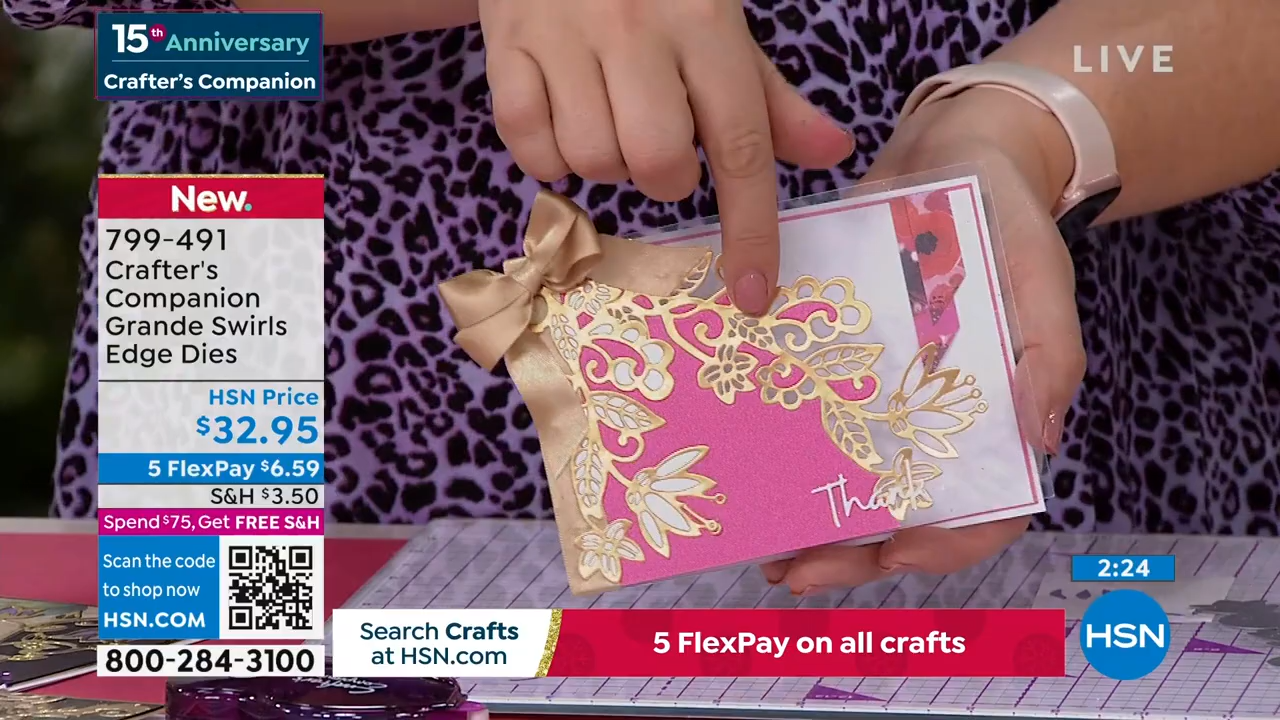 15th Anniversary
Crafter's Companion
LIVE
New.
799-491
Crafter's
Companion
Grande Swirls
Edge Dies
HSN Price
$32.95
5 FlexPay $6.59
S&H $3.50
Spend $75, Get FREE S&H
Scan the code
to shop now
HSN.COM
800-284-3100
Search Crafts
at HSN.com
5 FlexPay on all crafts
2:24
HSN
Thank